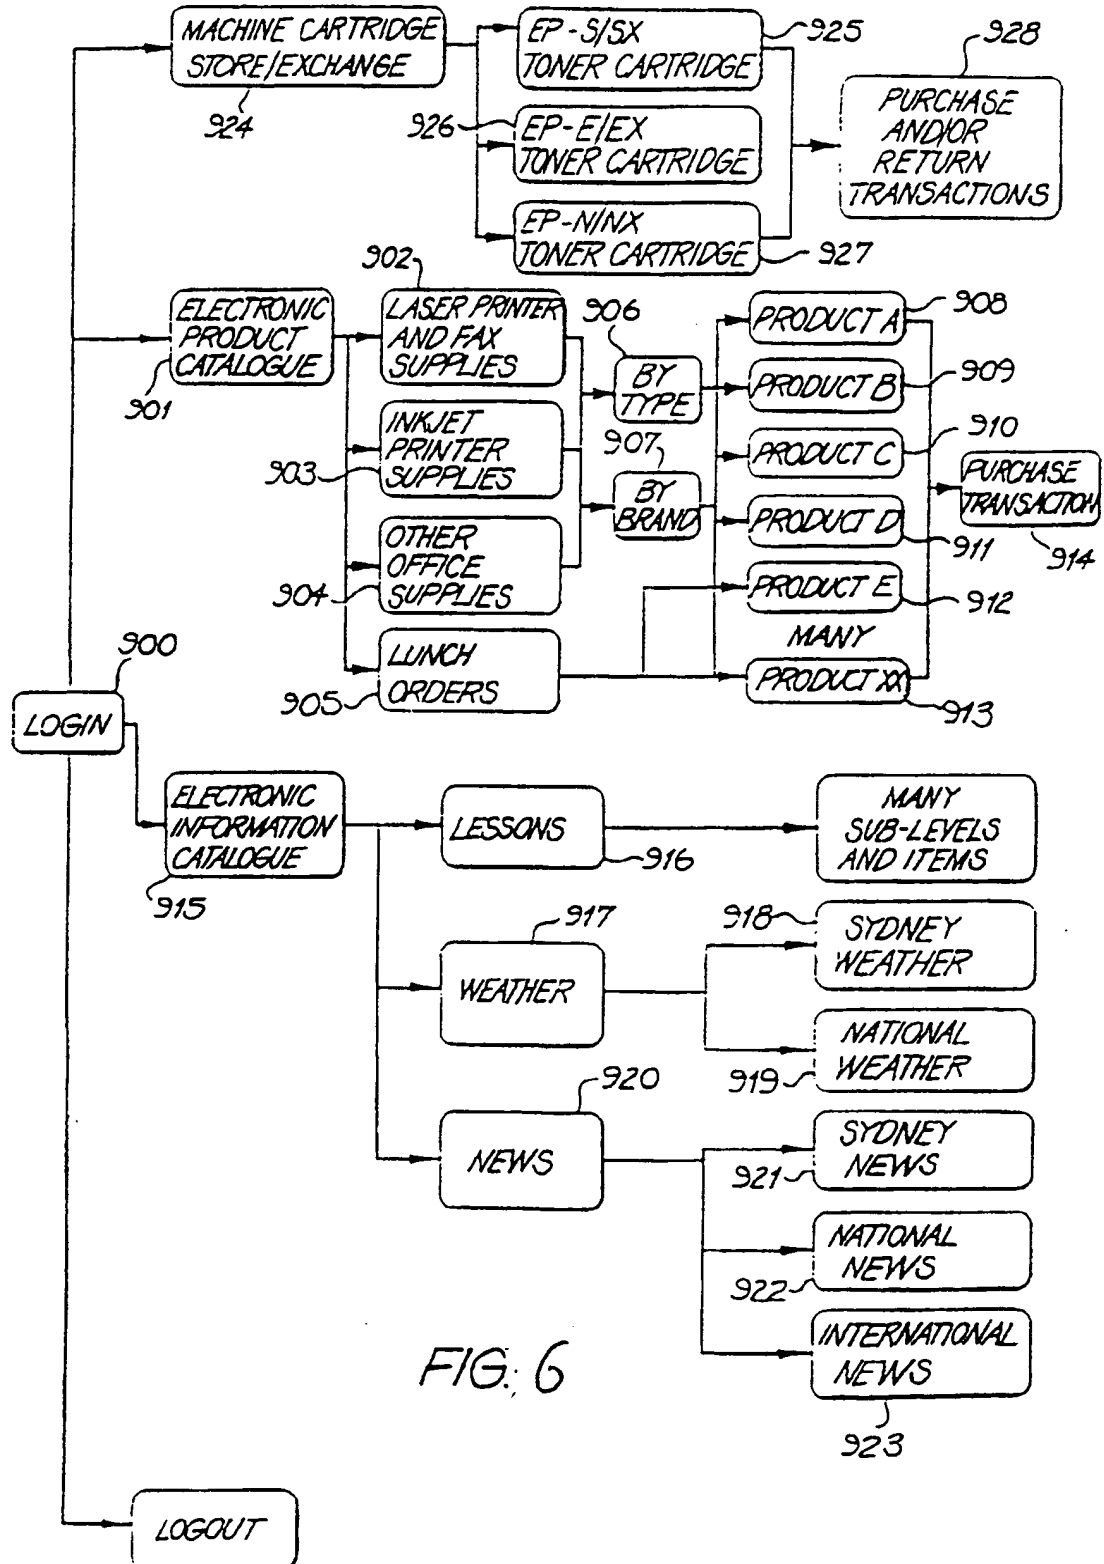 MACHINE CARTRIDGE
STORE/EXCHANGE
924
EP-S/SX
TONER CARTRIDGE
925
926
EP-E/EX
TONER CARTRIDGE
EP-N/NX
TONER CARTRIDGE
927
928
PURCHASE
AND/OR
RETURN
TRANSACTIONS
ELECTRONIC
PRODUCT
CATALOGUE
901
902
LASER PRINTER
AND FAX
SUPPLIES
INKJET
PRINTER
SUPPLIES
903
OTHER
OFFICE
SUPPLIES
904
LUNCH
ORDERS
905
906
BY
TYPE
907
BY
BRAND
PRODUCT A
908
PRODUCT B
909
PRODUCT C
910
PRODUCT D
911
PRODUCT E
912
MANY
PRODUCT XX
913
PURCHASE
TRANSACTION
914
900
LOGIN
ELECTRONIC
INFORMATION
CATALOGUE
915
LESSONS
916
MANY
SUB-LEVELS
AND ITEMS
917
WEATHER
918
SYDNEY
WEATHER
NATIONAL
WEATHER
919
920
NEWS
SYDNEY
NEWS
921
NATIONAL
NEWS
922
INTERNATIONAL
NEWS
923
FIG. 6
LOGOUT